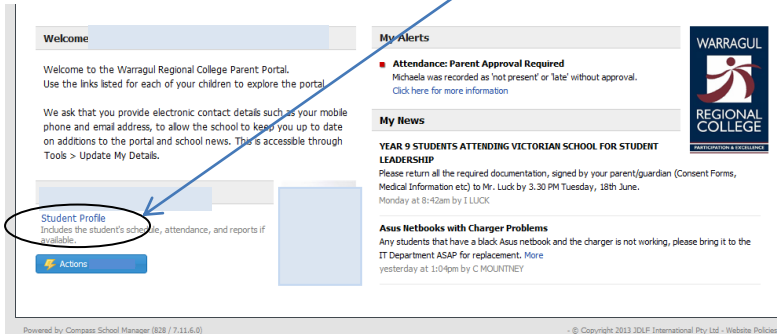 Welcome
Welcome to the Warragul Regional College Parent Portal.
Use the links listed for each of your children to explore the portal.
We ask that you provide electronic contact details such as your mobile
phone and email address, to allow the school to keep you up to date
on additions to the portal and school news. This is accessible through
Tools > Update My Details.
Student Profile
Includes the student's schedule, attendance, and reports if
available.
Actions
My Alerts
Attendance: Parent Approval Required
Michaela was recorded as 'not present' or 'late' without approval.
Click here for more information
My News
YEAR 9 STUDENTS ATTENDING VICTORIAN SCHOOL FOR STUDENT
LEADERSHIP
Please return all the required documentation, signed by your parent/guardian (Consent Forms,
Medical Information etc) to Mr. Luck by 3.30 PM Tuesday, 18th June.
Monday at 8:42am by I LUCK
Asus Netbooks with Charger Problems
Any students that have a black Asus netbook and the charger is not working, please bring it to the
IT Department ASAP for replacement. More
yesterday at 1:04pm by C MOUNTNEY
WARRAGUL
REGIONAL
COLLEGE
PARTICIPATION & EXCELLENCE
Powered by Compass School Manager (828 / 7.11.6.0)
- © Copyright 2013 JDLF International Pty Ltd - Website Policies